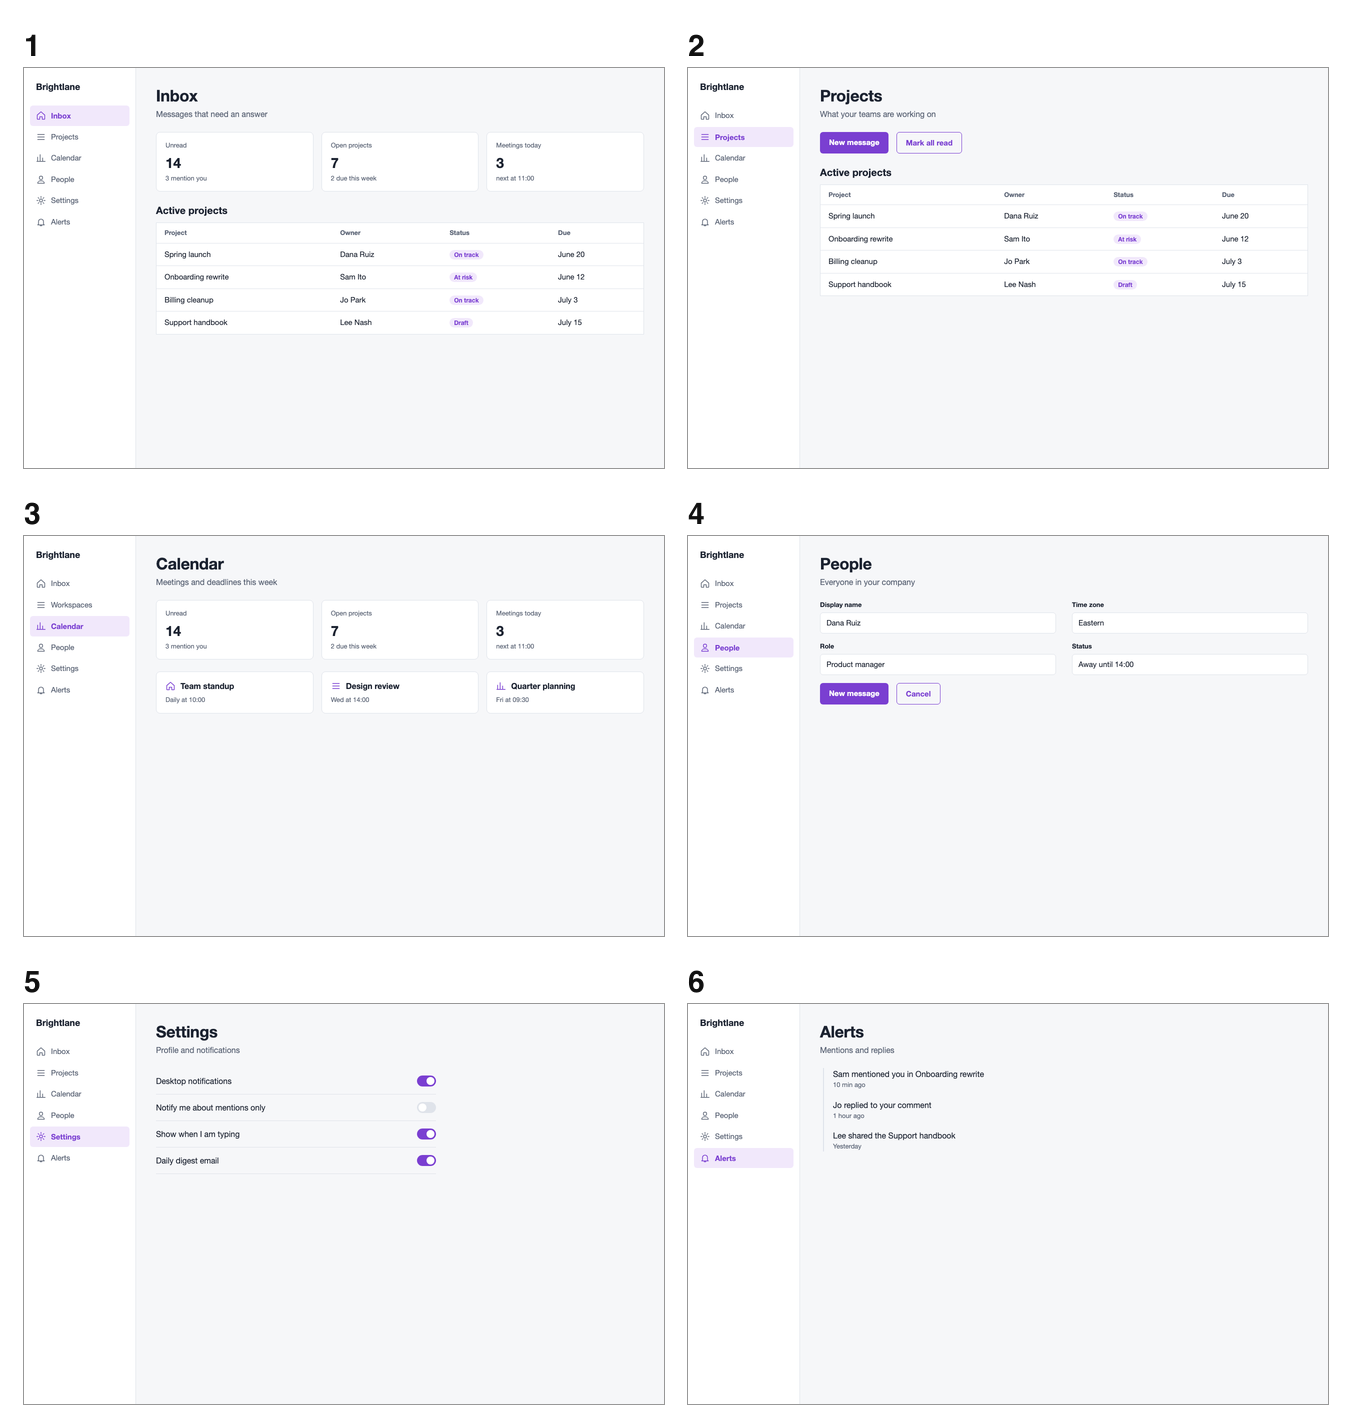 1
Brightlane
Inbox
Projects
Calendar
People
Settings
Alerts
Inbox
Messages that need an answer
Unread
14
3 mention you
Open projects
7
2 due this week
Meetings today
3
next at 11:00
Active projects
Project Owner Status Due
Spring launch Dana Ruiz On track June 20
Onboarding rewrite Sam Ito At risk June 12
Billing cleanup Jo Park On track July 3
Support handbook Lee Nash Draft July 15
2
Brightlane
Inbox
Projects
Calendar
People
Settings
Alerts
Projects
What your teams are working on
New message Mark all read
Active projects
Project Owner Status Due
Spring launch Dana Ruiz On track June 20
Onboarding rewrite Sam Ito At risk June 12
Billing cleanup Jo Park On track July 3
Support handbook Lee Nash Draft July 15
3
Brightlane
Inbox
Workspaces
Calendar
People
Settings
Alerts
Calendar
Meetings and deadlines this week
Unread
14
3 mention you
Open projects
7
2 due this week
Meetings today
3
next at 11:00
Team standup
Daily at 10:00
Design review
Wed at 14:00
Quarter planning
Fri at 09:30
4
Brightlane
Inbox
Projects
Calendar
People
Settings
Alerts
People
Everyone in your company
Display name
Dana Ruiz
Time zone
Eastern
Role
Product manager
Status
Away until 14:00
New message Cancel
5
Brightlane
Inbox
Projects
Calendar
People
Settings
Alerts
Settings
Profile and notifications
Desktop notifications
Notify me about mentions only
Show when I am typing
Daily digest email
6
Brightlane
Inbox
Projects
Calendar
People
Settings
Alerts
Alerts
Mentions and replies
Sam mentioned you in Onboarding rewrite
10 min ago
Jo replied to your comment
1 hour ago
Lee shared the Support handbook
Yesterday